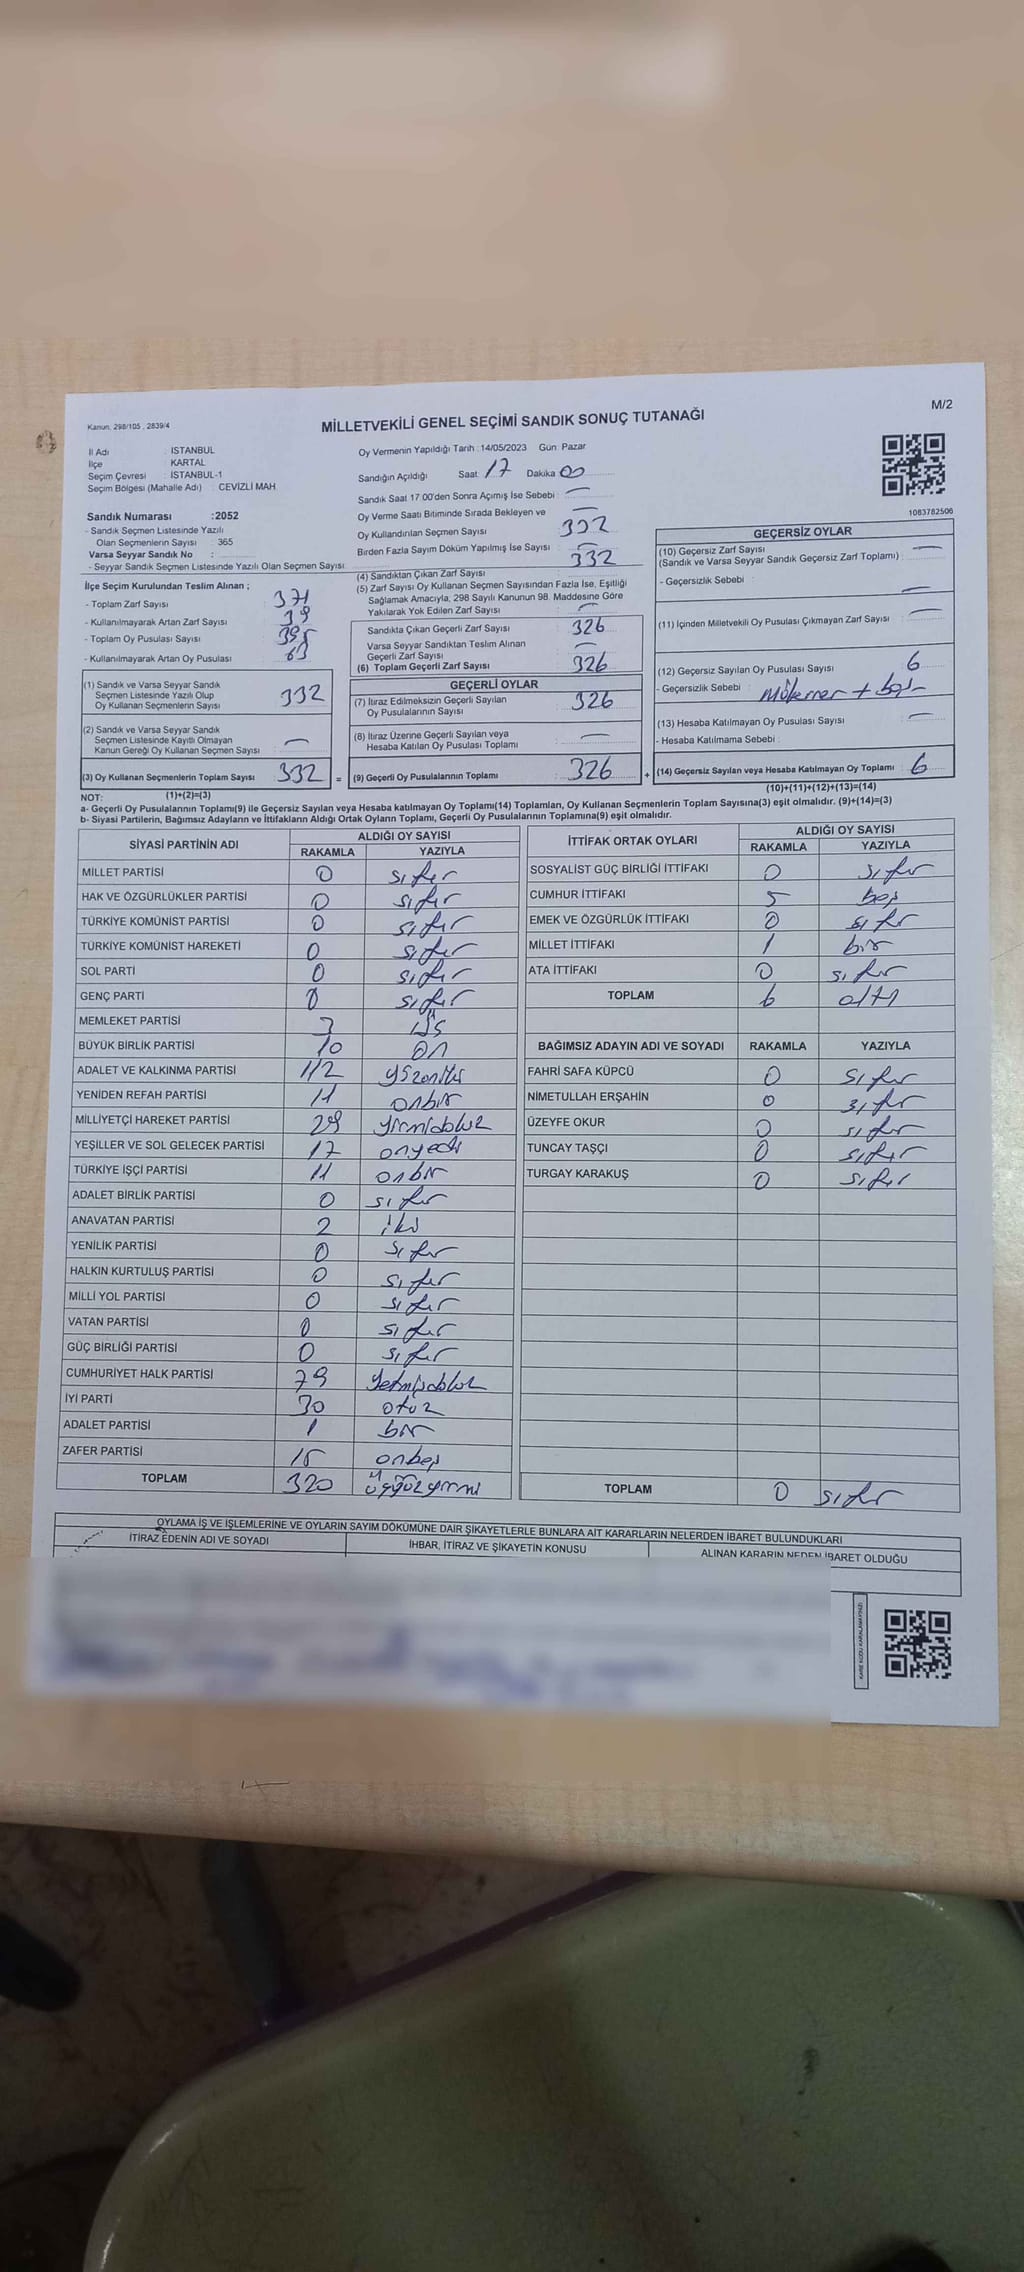 M/2
Kanun, 298/105 , 2839/4
MİLLETVEKİLİ GENEL SEÇİMİ SANDIK SONUÇ TUTANAĞI
İl Adı : İSTANBUL
İlçe : KARTAL
Seçim Çevresi : İSTANBUL-1
Seçim Bölgesi (Mahalle Adı) : CEVİZLİ MAH.
Sandık Numarası :2052
- Sandık Seçmen Listesinde Yazılı
Olan Seçmenlerin Sayısı : 365
Varsa Seyyar Sandık No :
- Seyyar Sandık Seçmen Listesinde Yazılı Olan Seçmen Sayısı :
İlçe Seçim Kurulundan Teslim Alınan ;
- Toplam Zarf Sayısı : 371
- Kullanılmayarak Artan Zarf Sayısı : 39
- Toplam Oy Pusulası Sayısı : 395
- Kullanılmayarak Artan Oy Pusulası : 63
Oy Vermenin Yapıldığı Tarih :14/05/2023 Gün: Pazar
Sandığın Açıldığı Saat: 17 Dakika 00
Sandık Saat 17 00'den Sonra Açımış İse Sebebi : —
Oy Verme Saati Bitiminde Sırada Bekleyen ve
Oy Kullandırılan Seçmen Sayısı : 332
Birden Fazla Sayım Döküm Yapılmış İse Sayısı : —
(4) Sandıktan Çıkan Zarf Sayısı : 332
(5) Zarf Sayısı Oy Kullanan Seçmen Sayısından Fazla İse, Eşitliği
Sağlamak Amacıyla, 298 Sayılı Kanunun 98. Maddesine Göre
Yakılarak Yok Edilen Zarf Sayısı : —
Sandıkta Çıkan Geçerli Zarf Sayısı : 326
Varsa Seyyar Sandıktan Teslim Alınan
Geçerli Zarf Sayısı : —
(6) Toplam Geçerli Zarf Sayısı : 326
1083782506
GEÇERSİZ OYLAR
(10) Geçersiz Zarf Sayısı : —
(Sandık ve Varsa Seyyar Sandık Geçersiz Zarf Toplamı)
- Geçersizlik Sebebi : —
(11) İçinden Milletvekili Oy Pusulası Çıkmayan Zarf Sayısı : —
(12) Geçersiz Sayılan Oy Pusulası Sayısı : 6
- Geçersizlik Sebebi :
(13) Hesaba Katılmayan Oy Pusulası Sayısı : —
- Hesaba Katılmama Sebebi :
(14) Geçersiz Sayılan veya Hesaba Katılmayan Oy Toplamı : 6
(10)+(11)+(12)+(13)=(14)
(1) Sandık ve Varsa Seyyar Sandık
Seçmen Listesinde Yazılı Olup
Oy Kullanan Seçmenlerin Sayısı : 332
(2) Sandık ve Varsa Seyyar Sandık
Seçmen Listesinde Kayıtlı Olmayan
Kanun Gereği Oy Kullanan Seçmen Sayısı : —
(3) Oy Kullanan Seçmenlerin Toplam Sayısı : 332 =
(1)+(2)=(3)
GEÇERLİ OYLAR
(7) İtiraz Edilmeksizin Geçerli Sayılan
Oy Pusulalarının Sayısı : 326
(8) İtiraz Üzerine Geçerli Sayılan veya
Hesaba Katılan Oy Pusulası Toplamı : —
(9) Geçerli Oy Pusulalarının Toplamı : 326 +
NOT:
a- Geçerli Oy Pusulalarının Toplamı(9) ile Geçersiz Sayılan veya Hesaba katılmayan Oy Toplamı(14) Toplamları, Oy Kullanan Seçmenlerin Toplam Sayısına(3) eşit olmalıdır. (9)+(14)=(3)
b- Siyasi Partilerin, Bağımsız Adayların ve İttifakların Aldığı Ortak Oyların Toplamı, Geçerli Oy Pusulalarının Toplamına(9) eşit olmalıdır.
SİYASİ PARTİNİN ADI ALDIĞI OY SAYISI
RAKAMLA YAZIYLA
MİLLET PARTİSİ 0 sıfır
HAK VE ÖZGÜRLÜKLER PARTİSİ 0 sıfır
TÜRKİYE KOMÜNİST PARTİSİ 0 sıfır
TÜRKİYE KOMÜNİST HAREKETİ 0 sıfır
SOL PARTİ 0 sıfır
GENÇ PARTİ 0 sıfır
MEMLEKET PARTİSİ 3 üç
BÜYÜK BİRLİK PARTİSİ 10 on
ADALET VE KALKINMA PARTİSİ 112 yüzoniki
YENİDEN REFAH PARTİSİ 11 onbir
MİLLİYETÇİ HAREKET PARTİSİ 29 yirmidokuz
YEŞİLLER VE SOL GELECEK PARTİSİ 17 onyedi
TÜRKİYE İŞÇİ PARTİSİ 11 onbir
ADALET BİRLİK PARTİSİ 0 sıfır
ANAVATAN PARTİSİ 2 iki
YENİLİK PARTİSİ 0 sıfır
HALKIN KURTULUŞ PARTİSİ 0 sıfır
MİLLİ YOL PARTİSİ 0 sıfır
VATAN PARTİSİ 0 sıfır
GÜÇ BİRLİĞİ PARTİSİ 0 sıfır
CUMHURİYET HALK PARTİSİ 79 yetmişdokuz
İYİ PARTİ 30 otuz
ADALET PARTİSİ 1 bir
ZAFER PARTİSİ 15 onbeş
TOPLAM 320 üçyüzyirmi
İTTİFAK ORTAK OYLARI ALDIĞI OY SAYISI
RAKAMLA YAZIYLA
SOSYALİST GÜÇ BİRLİĞİ İTTİFAKI 0 sıfır
CUMHUR İTTİFAKI 5 beş
EMEK VE ÖZGÜRLÜK İTTİFAKI 0 sıfır
MİLLET İTTİFAKI 1 bir
ATA İTTİFAKI 0 sıfır
TOPLAM 6 altı
BAĞIMSIZ ADAYIN ADI VE SOYADI RAKAMLA YAZIYLA
FAHRİ SAFA KÜPCÜ 0 sıfır
NİMETULLAH ERŞAHİN 0 sıfır
ÜZEYFE OKUR 0 sıfır
TUNCAY TAŞÇI 0 sıfır
TURGAY KARAKUŞ 0 sıfır
TOPLAM 0 sıfır
OYLAMA İŞ VE İŞLEMLERİNE VE OYLARIN SAYIM DÖKÜMÜNE DAİR ŞİKAYETLERLE BUNLARA AİT KARARLARIN NELERDEN İBARET BULUNDUKLARI
İTİRAZ EDENİN ADI VE SOYADI İHBAR, İTİRAZ VE ŞİKAYETİN KONUSU ALINAN KARARIN NEDEN İBARET OLDUĞU
KARE KODU KARALAMAYINIZ!